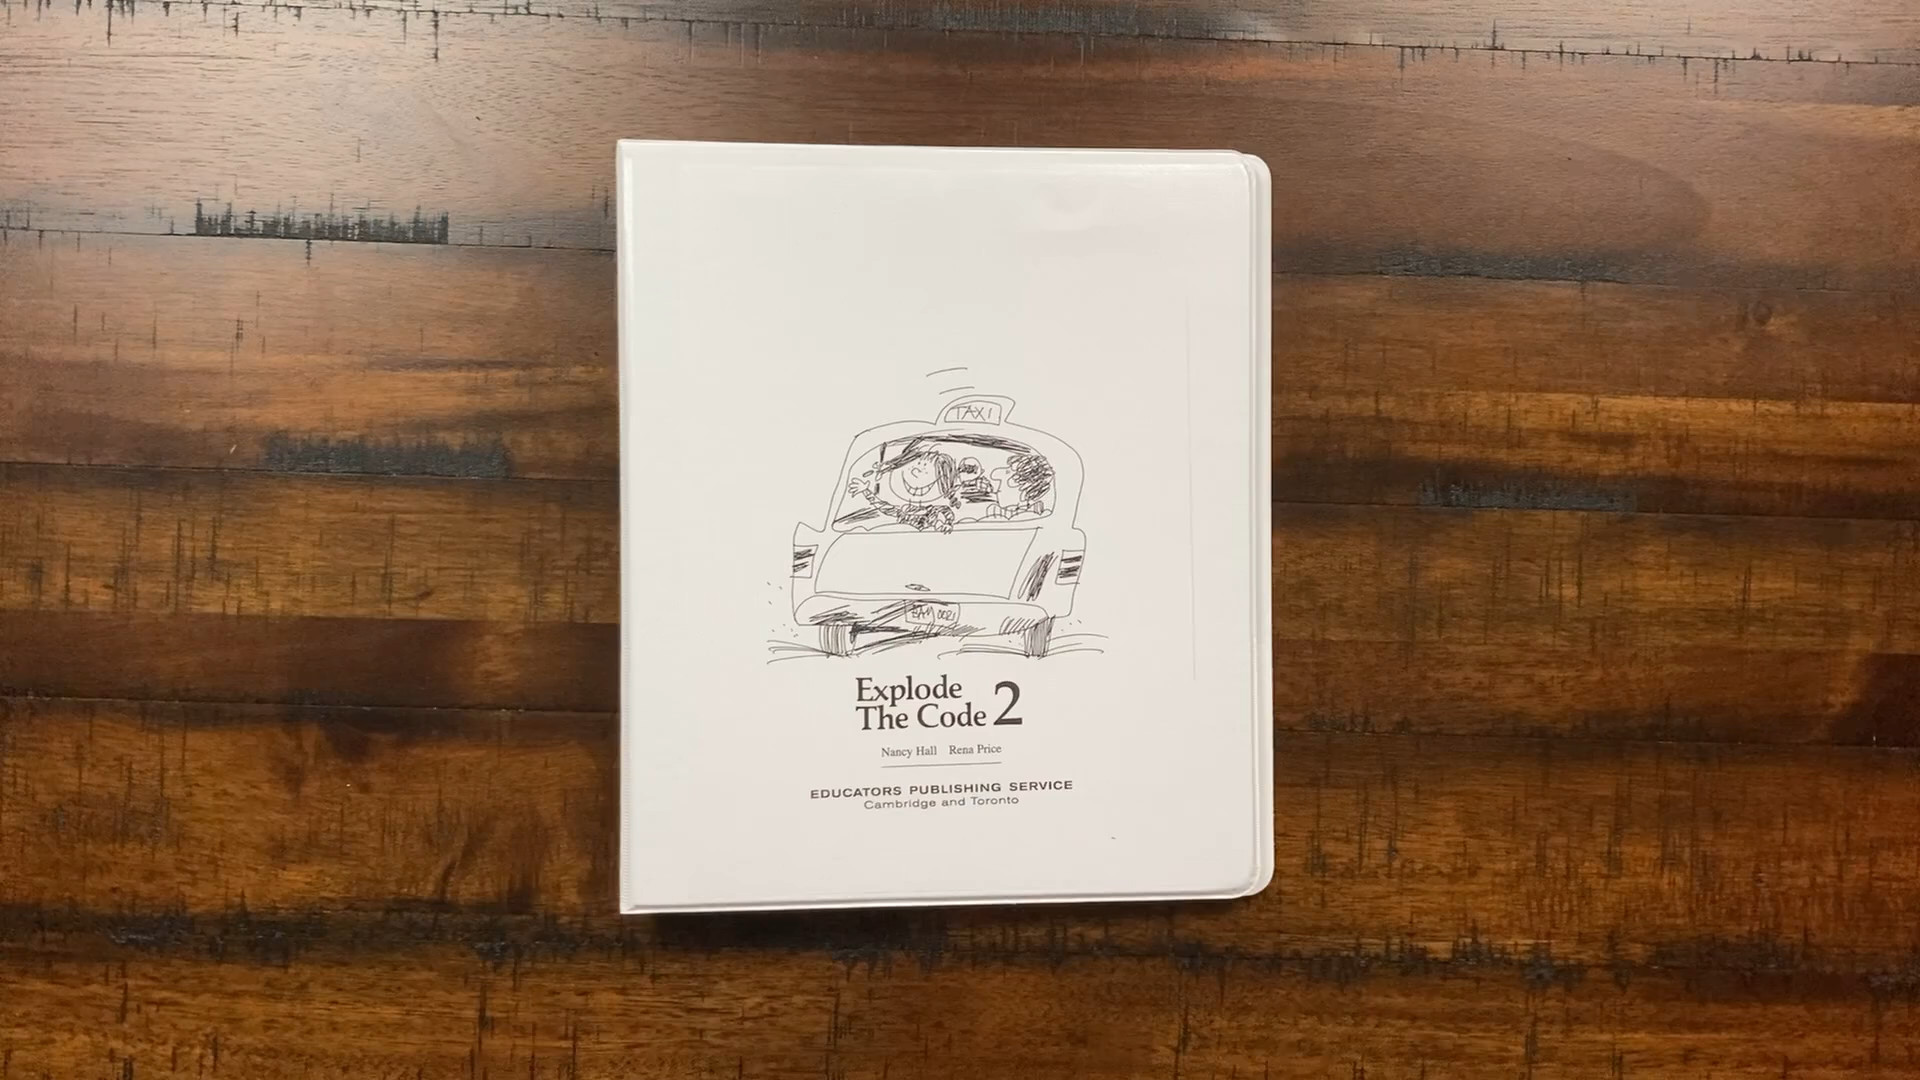 TAXI
Explode
The Code 2
Nancy Hall Rena Price
EDUCATORS PUBLISHING SERVICE
Cambridge and Toronto